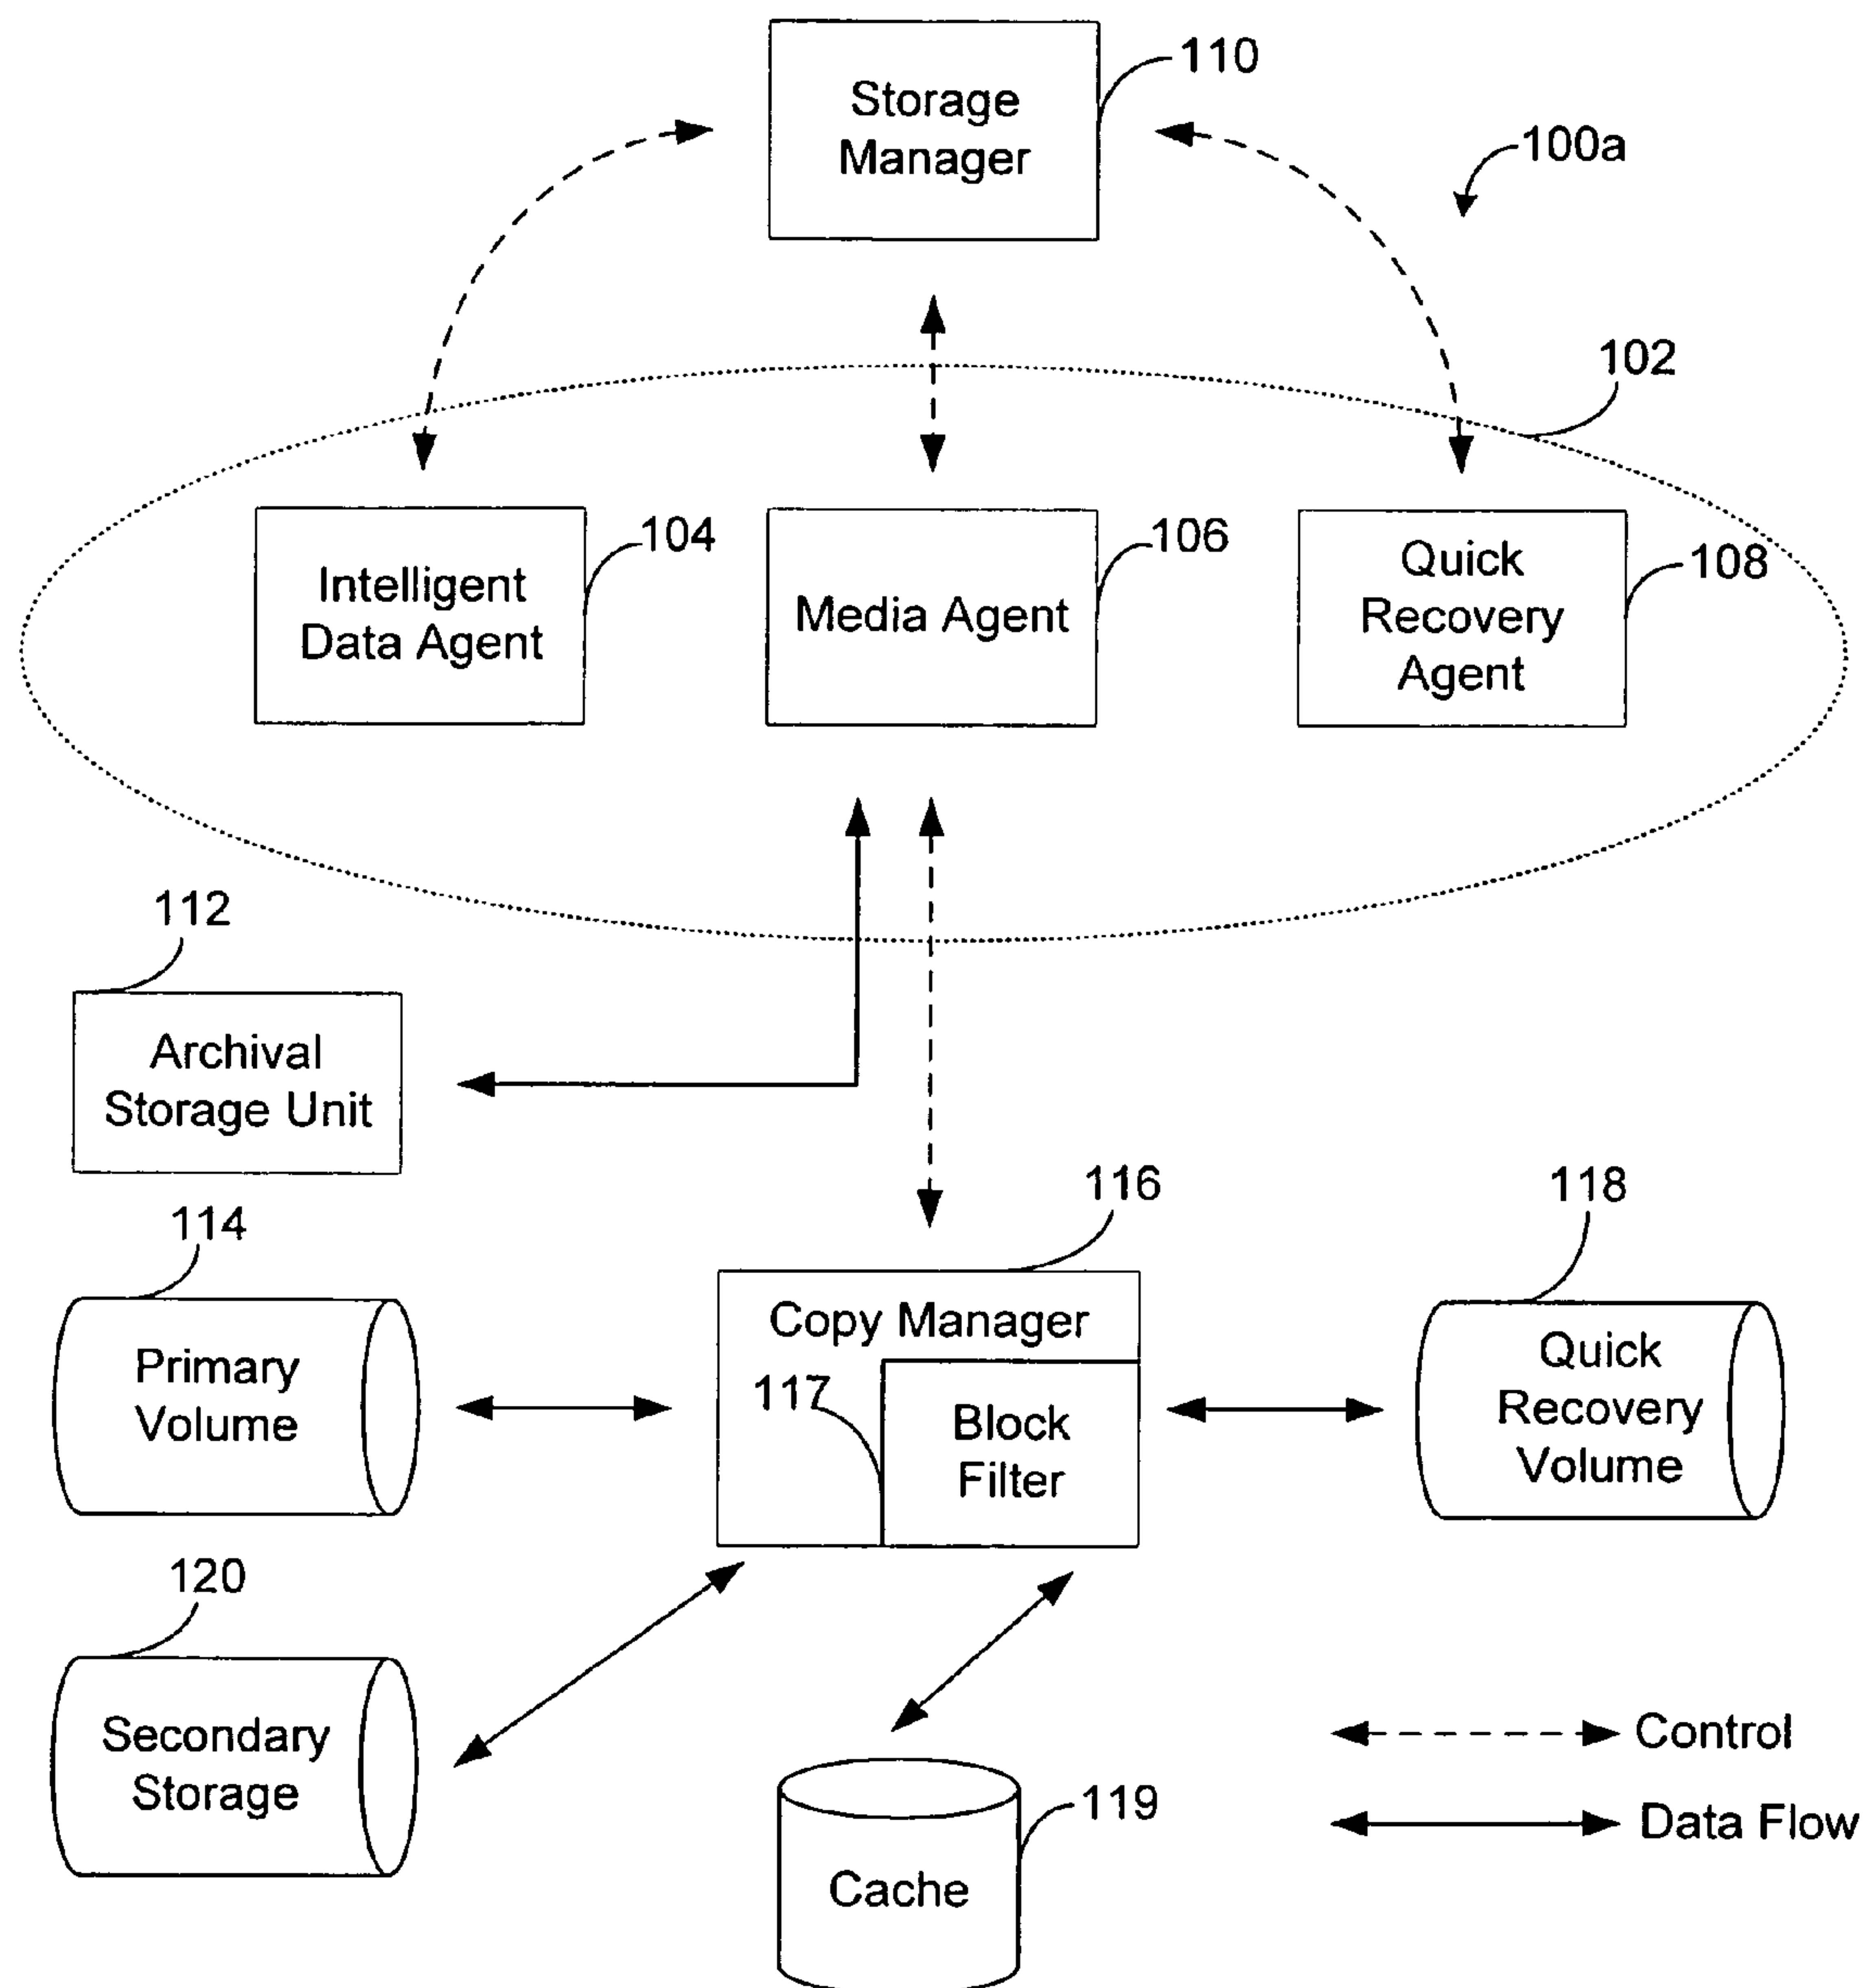 110
Storage
Manager
100a
102
104
Intelligent
Data Agent
106
Media Agent
108
Quick
Recovery
Agent
112
Archival
Storage Unit
114
Primary
Volume
116
Copy Manager
117
Block
Filter
118
Quick
Recovery
Volume
120
Secondary
Storage
119
Cache
Control
Data Flow